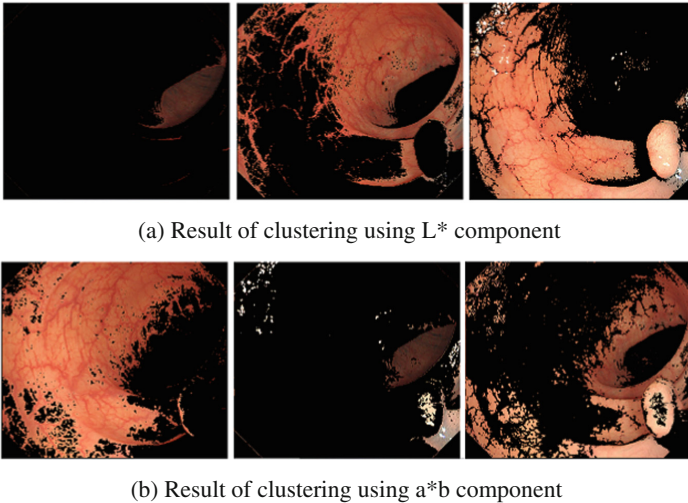 (a) Result of clustering using L* component
(b) Result of clustering using a*b component